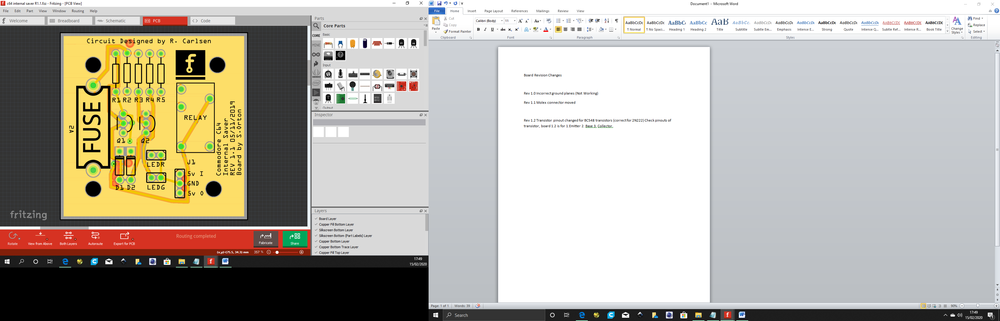 c64 internal saver R1.1.fzz - Fritzing - [PCB View]
File Edit Part View Window Routing Help
Welcome Breadboard Schematic PCB Code
Circuit Designed by R. Carlsen
R1 R2 R3 R4 R5
FUSE
2A
RELAY
Q1 Q2
LEDR
LEDG
D1 D2
J1
5v I
GND
5v O
Commodore C64
Internal Saver
REV 1.1 05/11/2019
Board by S.Orton
fritzing
Rotate
View from Above
Both Layers
Autoroute
Export for PCB
Routing completed
Fabricate
Share
(x,y)=(75.5, 34.3) mm 357 %
Parts
Core Parts
CORE
MINE
seeed
intel
Basic
Input
RFID
ID12
Output
Inspector
Layers
Board Layer
Copper Fill Bottom Layer
Silkscreen Bottom Layer
Silkscreen Bottom (Part Labels) Layer
Copper Bottom Layer
Copper Bottom Trace Layer
Copper Fill Top Layer
17:49
15/02/2020
Document1 - Microsoft Word
File Home Insert Page Layout References Mailings Review View
Paste
Cut
Copy
Format Painter
Clipboard
Calibri (Body) 11
Font
Paragraph
AaBbCcDc AaBbCcDc AaBbC AaBbCc AaB AaBbCc. AaBbCcDc AaBbCcDc AaBbCcDc AaBbCcDc AaBbCcDc AaBbCcDc AaBbCcDc AaBbCcDc AaBbCcDc
¶ Normal ¶ No Spaci... Heading 1 Heading 2 Title Subtitle Subtle Em... Emphasis Intense E... Strong Quote Intense Q... Subtle Ref... Intense R... Book Title
Change
Styles
Styles
Find
Replace
Select
Editing
Board Revision Changes
Rev 1.0 Incorrect ground planes (Not Working)
Rev 1.1 Molex connector moved
Rev 1.2 Transistor pinout changed for BC548 transistors (correct for 2N222) Check pinouts of
transistor, board 1.2 is for 1.Emitter 2. Base 3. Collector.
Page: 1 of 1 Words: 39
90%
Search
17:49
15/02/2020